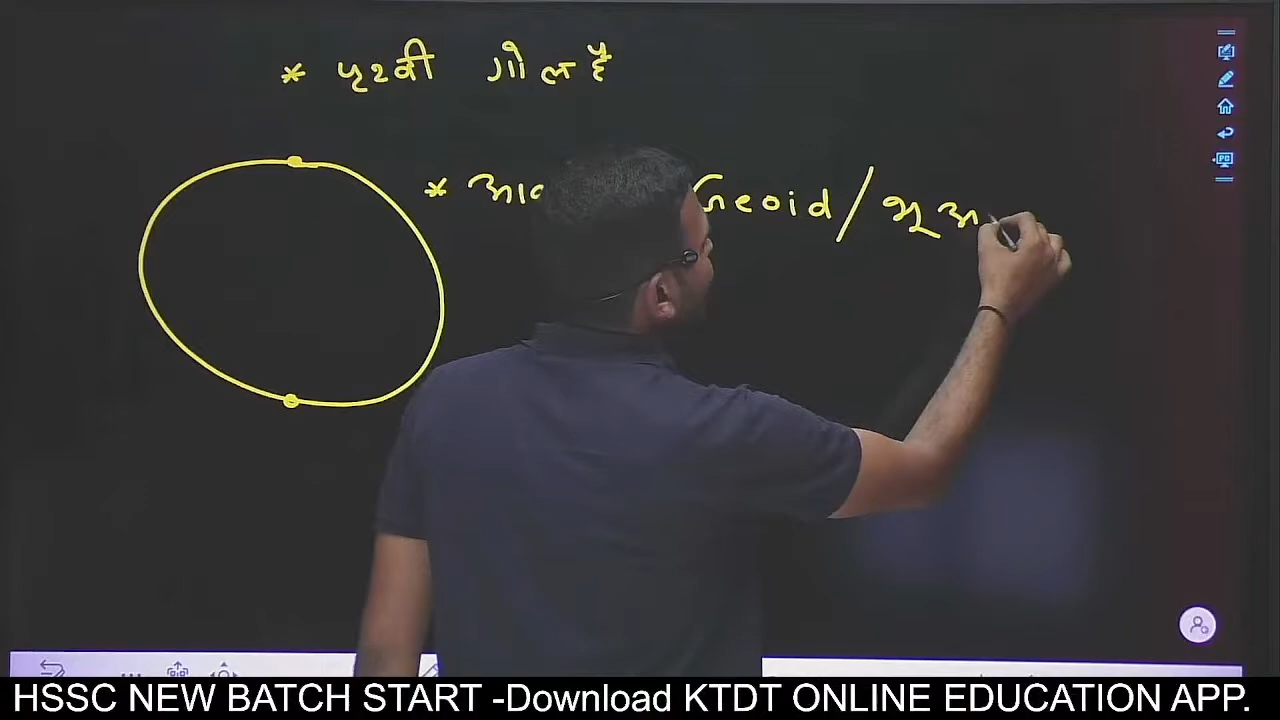 * पृथ्वी गोल है
* Geoid / भू
HSSC NEW BATCH START -Download KTDT ONLINE EDUCATION APP.